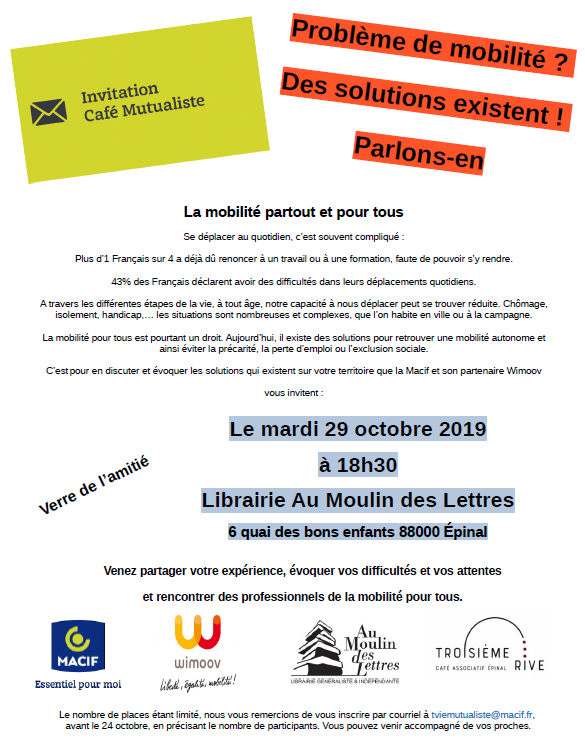 Invitation
Café Mutualiste
Problème de mobilité ?
Des solutions existent !
Parlons-en
La mobilité partout et pour tous
Se déplacer au quotidien, c'est souvent compliqué :
Plus d'1 Français sur 4 a déjà dû renoncer à un travail ou à une formation, faute de pouvoir s'y rendre.
43% des Français déclarent avoir des difficultés dans leurs déplacements quotidiens.
A travers les différentes étapes de la vie, à tout âge, notre capacité à nous déplacer peut se trouver réduite. Chômage,
isolement, handicap,… les situations sont nombreuses et complexes, que l'on habite en ville ou à la campagne.
La mobilité pour tous est pourtant un droit. Aujourd'hui, il existe des solutions pour retrouver une mobilité autonome et
ainsi éviter la précarité, la perte d'emploi ou l'exclusion sociale.
C'est pour en discuter et évoquer les solutions qui existent sur votre territoire que la Macif et son partenaire Wimoov
vous invitent :
Le mardi 29 octobre 2019
à 18h30
Verre de l'amitié
Librairie Au Moulin des Lettres
6 quai des bons enfants 88000 Épinal
Venez partager votre expérience, évoquer vos difficultés et vos attentes
et rencontrer des professionnels de la mobilité pour tous.
MACIF
Essentiel pour moi
wimoov
Liberté, égalité, mobilité !
Au
Moulin
des
Lettres
LIBRAIRIE GÉNÉRALISTE & INDÉPENDANTE
TROISIÈME
CAFÉ ASSOCIATIF ÉPINAL
RIVE
Le nombre de places étant limité, nous vous remercions de vous inscrire par courriel à tviemutualiste@macif.fr,
avant le 24 octobre, en précisant le nombre de participants. Vous pouvez venir accompagné de vos proches.